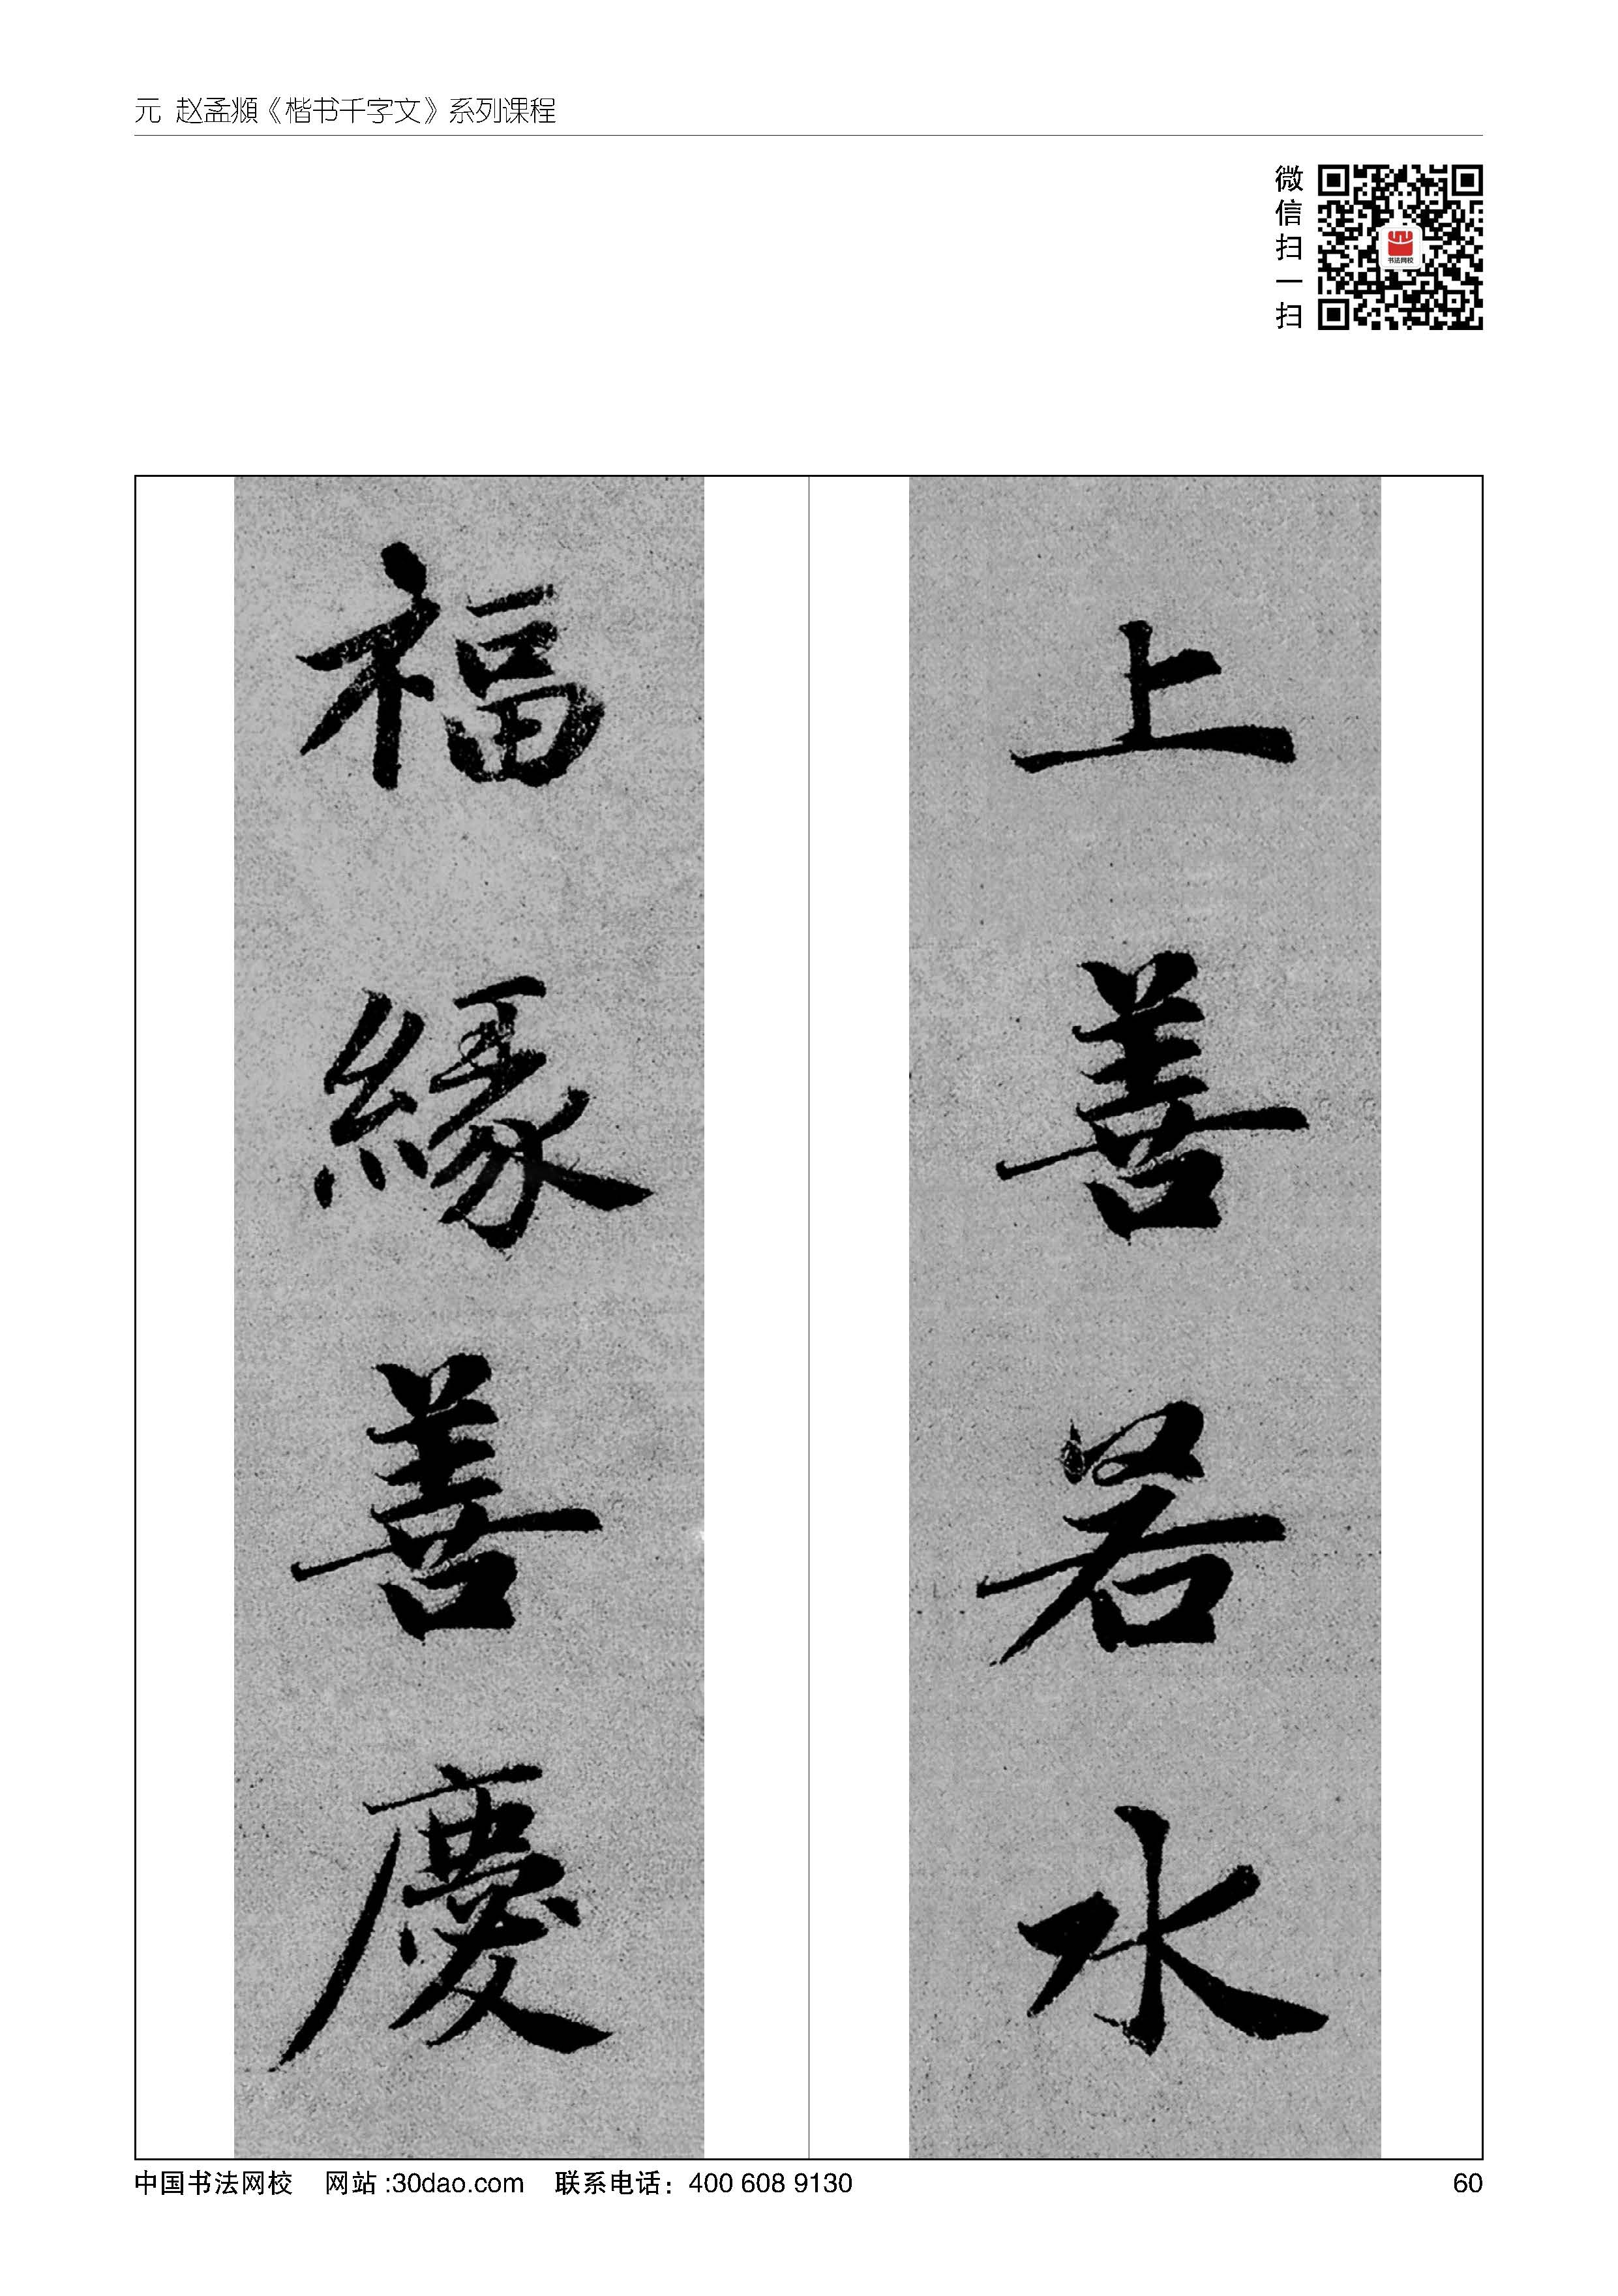 元 赵孟頫《楷书千字文》系列课程
微信扫一扫
书法网校
上善若水
福緣善慶
中国书法网校 网站:30dao.com 联系电话：400 608 9130
60